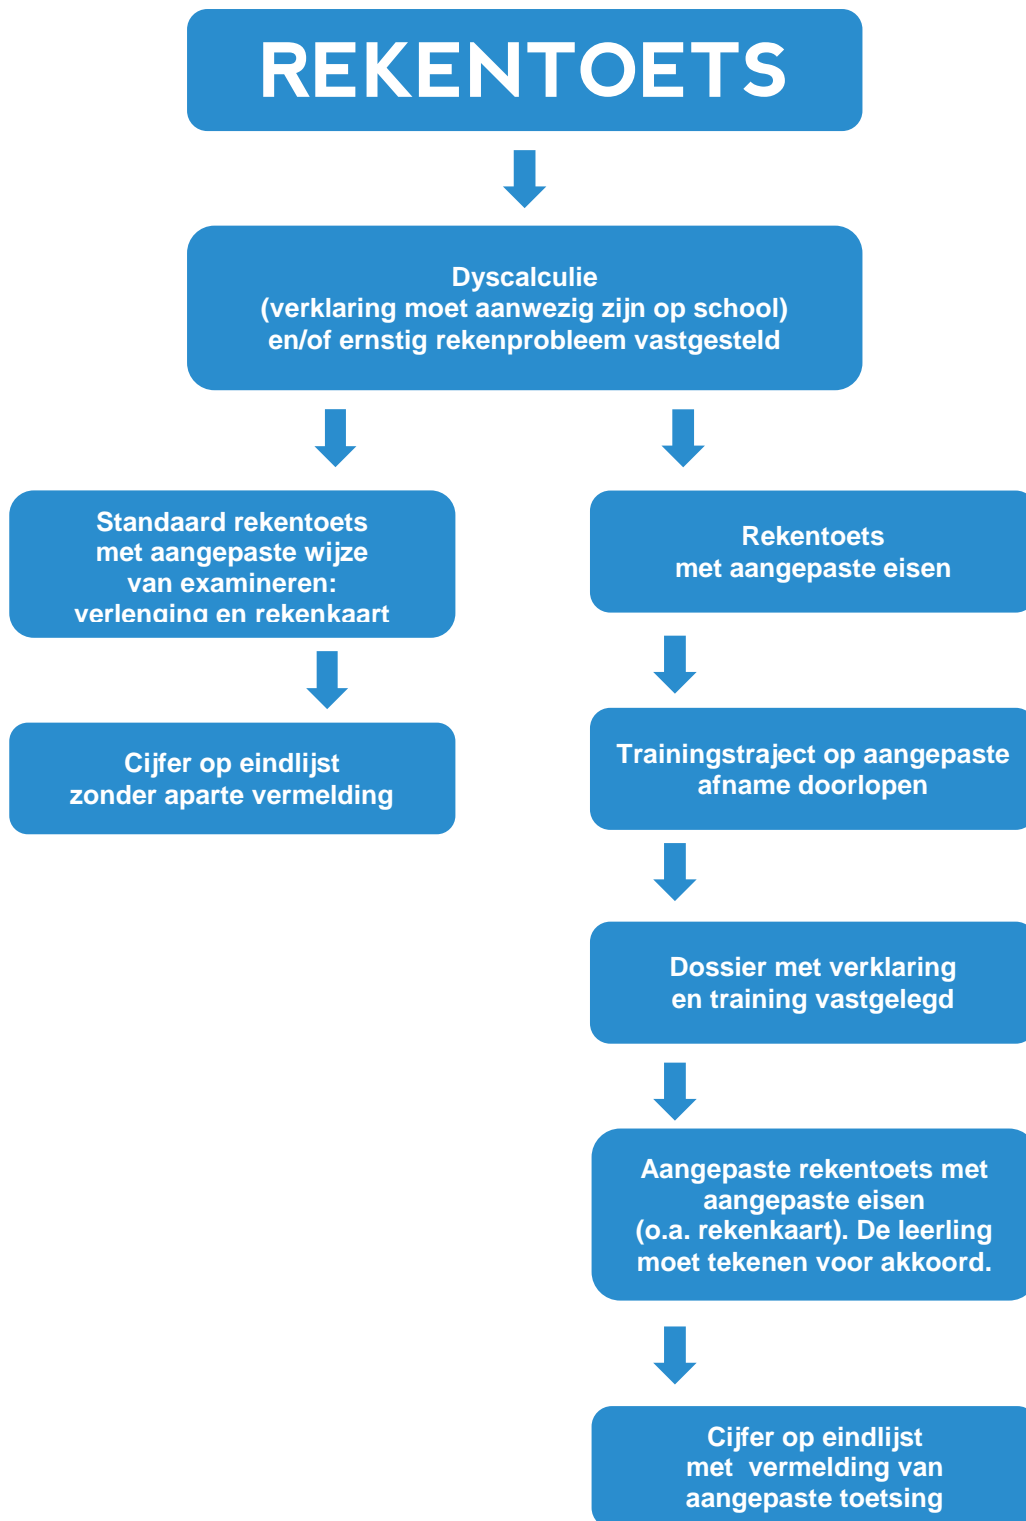 REKENTOETS
Dyscalculie
(verklaring moet aanwezig zijn op school)
en/of ernstig rekenprobleem vastgesteld
Standaard rekentoets
met aangepaste wijze
van examineren:
verlenging en rekenkaart
Cijfer op eindlijst
zonder aparte vermelding
Rekentoets
met aangepaste eisen
Trainingstraject op aangepaste
afname doorlopen
Dossier met verklaring
en training vastgelegd
Aangepaste rekentoets met
aangepaste eisen
(o.a. rekenkaart). De leerling
moet tekenen voor akkoord.
Cijfer op eindlijst
met vermelding van
aangepaste toetsing